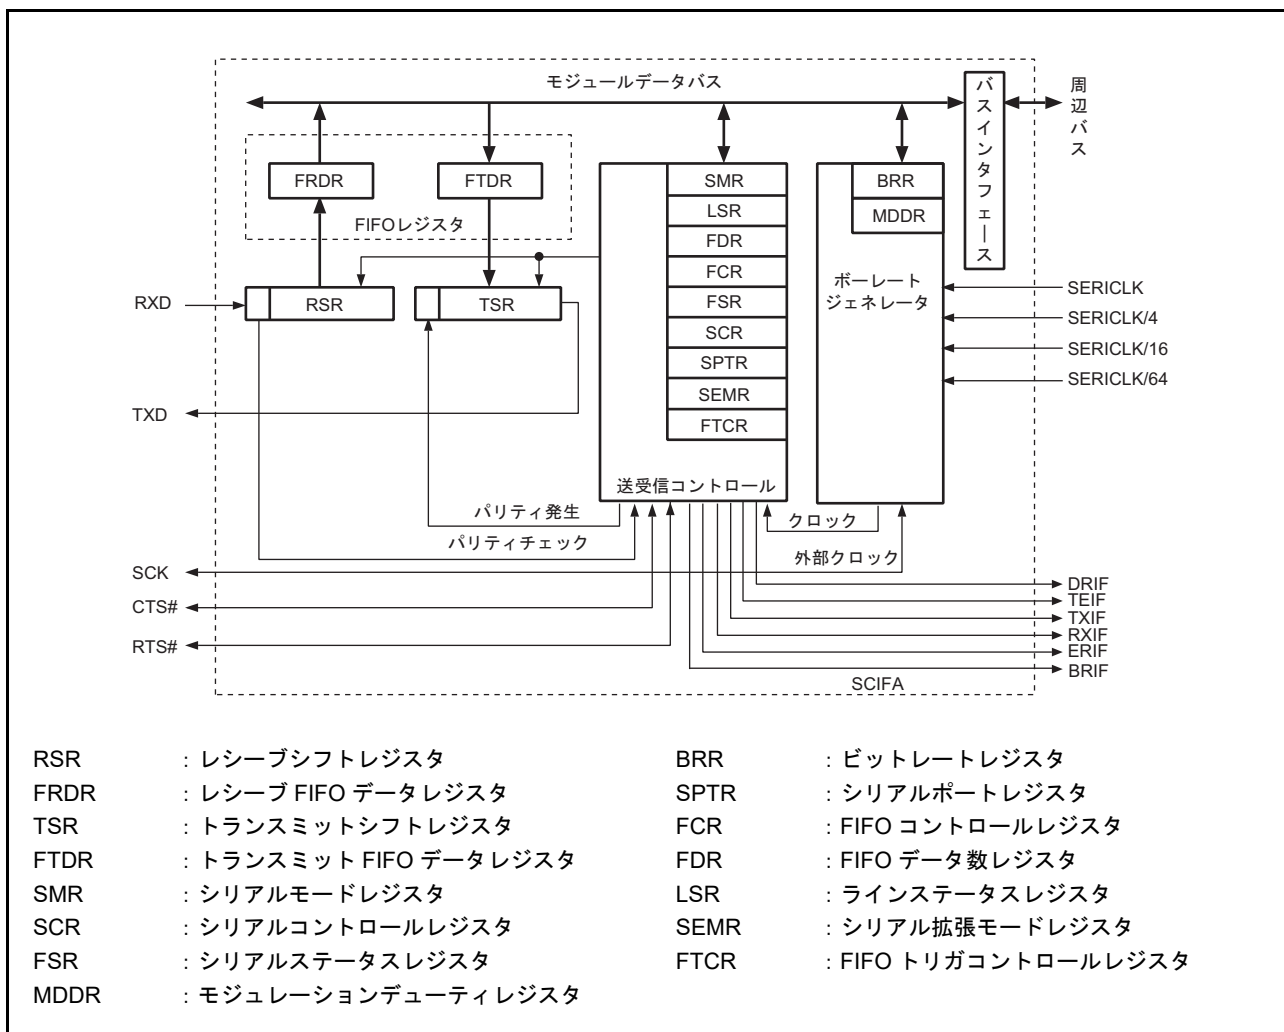 モジュールデータバス
バスインタフェース
周辺バス
FRDR
FTDR
FIFOレジスタ
SMR
LSR
FDR
FCR
FSR
SCR
SPTR
SEMR
FTCR
送受信コントロール
BRR
MDDR
ボーレート
ジェネレータ
RXD
RSR
TSR
TXD
SERICLK
SERICLK/4
SERICLK/16
SERICLK/64
パリティ発生
パリティチェック
クロック
外部クロック
SCK
CTS#
RTS#
DRIF
TEIF
TXIF
RXIF
ERIF
BRIF
SCIFA
RSR : レシーブシフトレジスタ
FRDR : レシーブ FIFO データレジスタ
TSR : トランスミットシフトレジスタ
FTDR : トランスミット FIFO データレジスタ
SMR : シリアルモードレジスタ
SCR : シリアルコントロールレジスタ
FSR : シリアルステータスレジスタ
MDDR : モジュレーションデューティレジスタ
BRR : ビットレートレジスタ
SPTR : シリアルポートレジスタ
FCR : FIFO コントロールレジスタ
FDR : FIFO データ数レジスタ
LSR : ラインステータスレジスタ
SEMR : シリアル拡張モードレジスタ
FTCR : FIFO トリガコントロールレジスタ